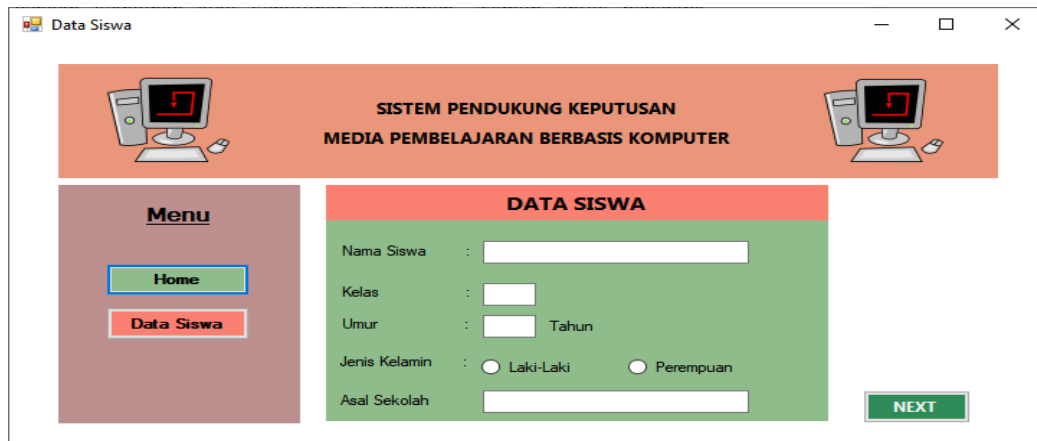 Data Siswa
SISTEM PENDUKUNG KEPUTUSAN
MEDIA PEMBELAJARAN BERBASIS KOMPUTER
Menu
Home
Data Siswa
DATA SISWA
Nama Siswa :
Kelas :
Umur : Tahun
Jenis Kelamin : Laki-Laki Perempuan
Asal Sekolah
NEXT